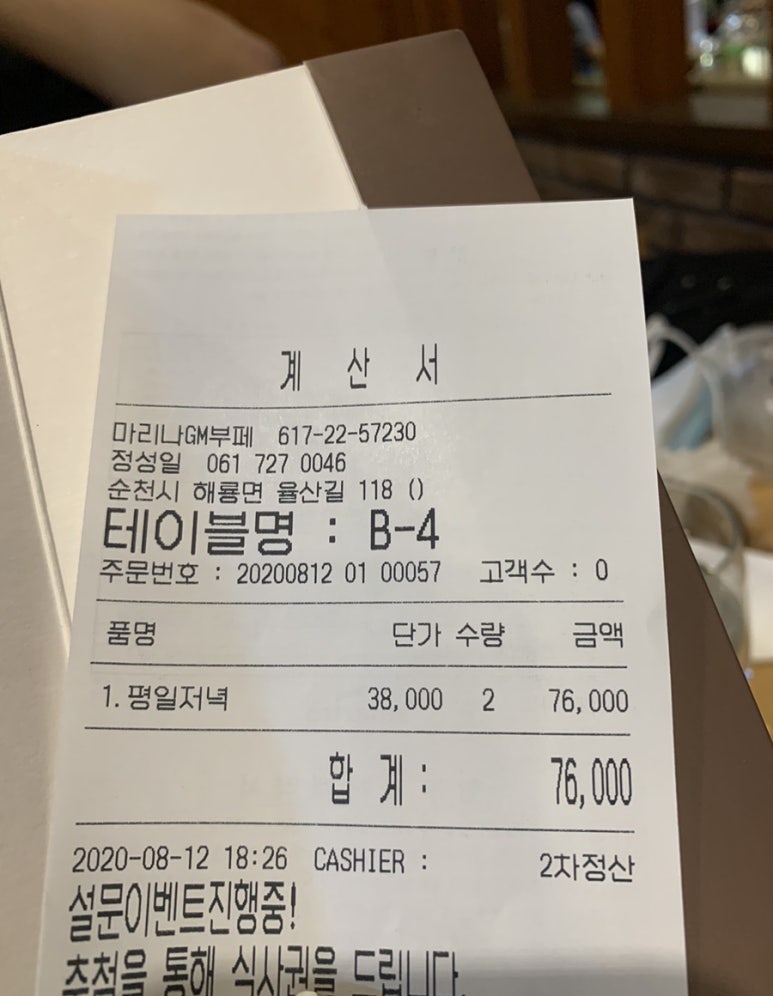 계 산 서
마리나GM부페 617-22-57230
정성일 061 727 0046
순천시 해룡면 율산길 118 ()
테이블명 : B-4
주문번호 : 20200812 01 00057 고객수 : 0
품명 단가 수량 금액
1. 평일저녁 38,000 2 76,000
합 계 : 76,000
2020-08-12 18:26 CASHIER : 2차정산
설문이벤트진행중!
추첨을 통해 식사권을 드립니다.